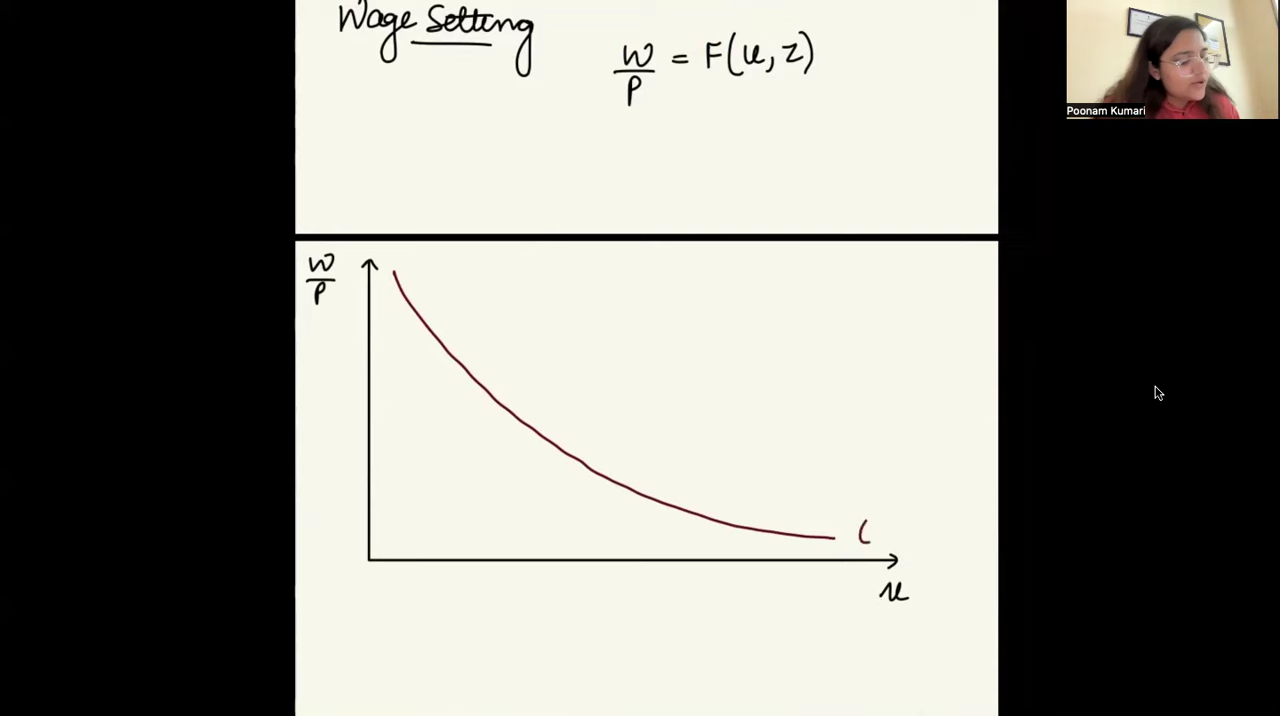 Wage Setting
W/P = F(u, z)
Poonam Kumari
W/P
(
u